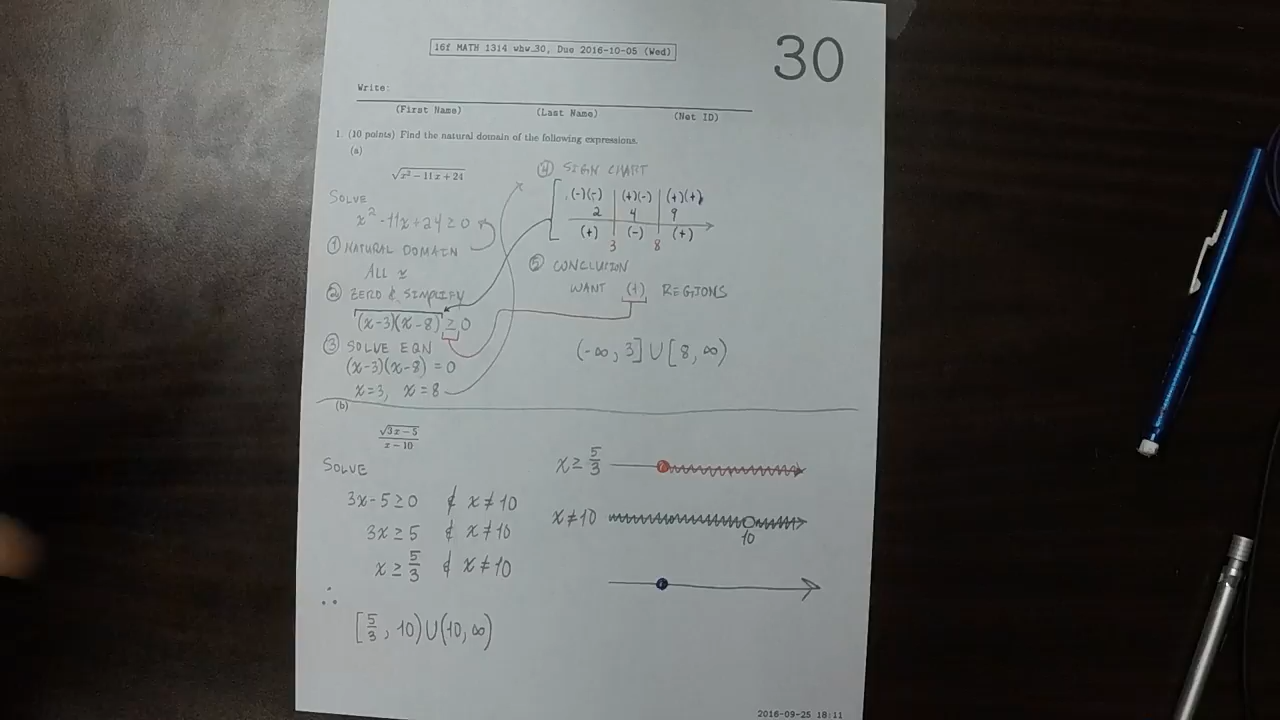 16f MATH 1314 whw_30, Due 2016-10-05 (Wed)
30
Write:
(First Name) (Last Name) (Net ID)
1. (10 points) Find the natural domain of the following expressions.
(a)
√x² − 11x + 24
SOLVE
x² -11x+24 ≥ 0
① NATURAL DOMAIN
ALL x
② ZERO & SIMPLIFY
(x-3)(x-8) ≥ 0
③ SOLVE EQN
(x-3)(x-8) = 0
x=3, x=8
④ SIGN CHART
(-)(-) (+)(-) (+)(+)
2 4 9
(+) (-) (+)
3 8
⑤ CONCLUSION
WANT (+) REGIONS
(-∞, 3] ∪ [8, ∞)
(b)
√3x − 5
x − 10
SOLVE
3x-5 ≥ 0 & x ≠ 10
3x ≥ 5 & x ≠ 10
x ≥ 5/3 & x ≠ 10
∴
[5/3, 10) ∪ (10, ∞)
x ≥ 5/3
x ≠ 10
10
2016-09-25 18:11